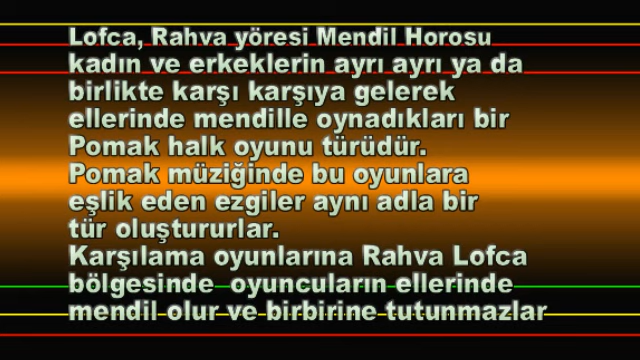 Lofca, Rahva yöresi Mendil Horosu
kadın ve erkeklerin ayrı ayrı ya da
birlikte karşı karşıya gelerek
ellerinde mendille oynadıkları bir
Pomak halk oyunu türüdür.
Pomak müziğinde bu oyunlara
eşlik eden ezgiler aynı adla bir
tür oluştururlar.
Karşılama oyunlarına Rahva Lofca
bölgesinde oyuncuların ellerinde
mendil olur ve birbirine tutunmazlar